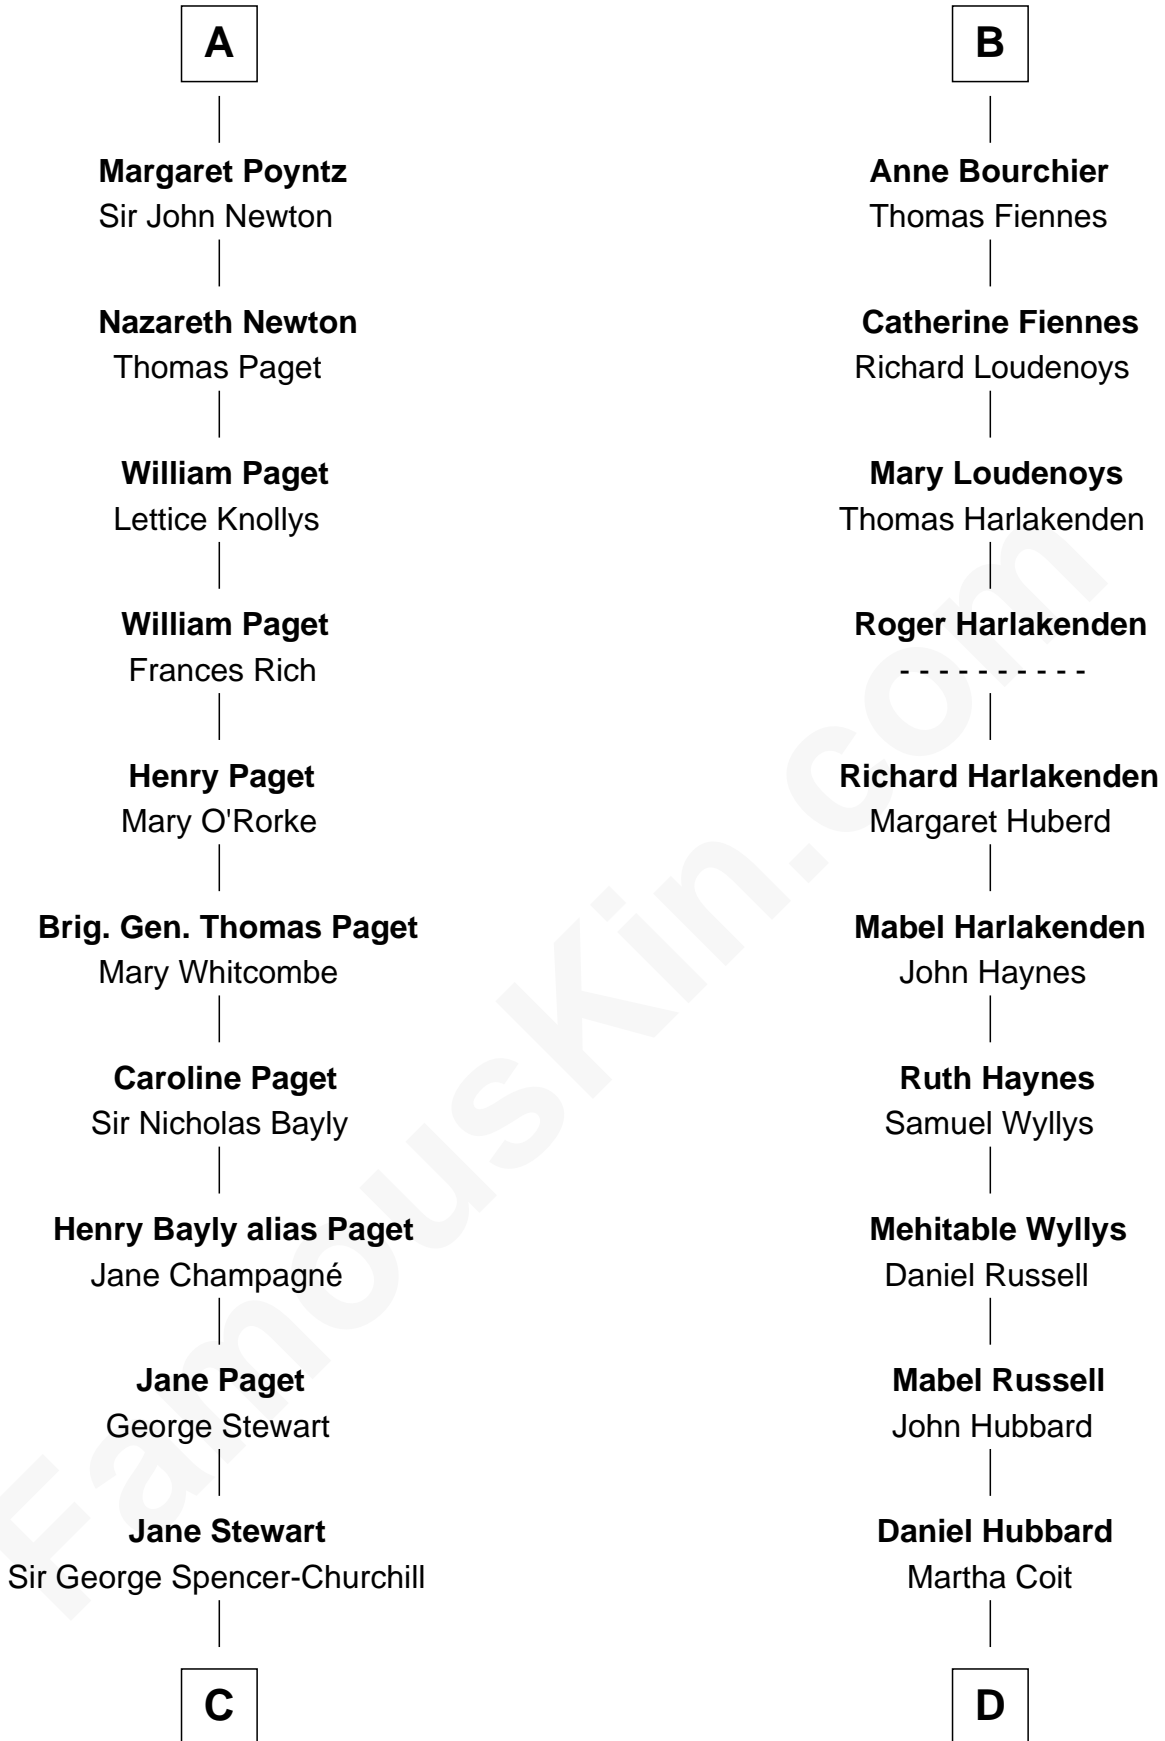 A
Margaret Poyntz
Sir John Newton
Nazareth Newton
Thomas Paget
William Paget
Lettice Knollys
William Paget
Frances Rich
Henry Paget
Mary O'Rorke
Brig. Gen. Thomas Paget
Mary Whitcombe
Caroline Paget
Sir Nicholas Bayly
Henry Bayly alias Paget
Jane Champagné
Jane Paget
George Stewart
Jane Stewart
Sir George Spencer-Churchill
C
B
Anne Bourchier
Thomas Fiennes
Catherine Fiennes
Richard Loudenoys
Mary Loudenoys
Thomas Harlakenden
Roger Harlakenden
- - - - - - - - - -
Richard Harlakenden
Margaret Huberd
Mabel Harlakenden
John Haynes
Ruth Haynes
Samuel Wyllys
Mehitable Wyllys
Daniel Russell
Mabel Russell
John Hubbard
Daniel Hubbard
Martha Coit
D
FamousKin.com